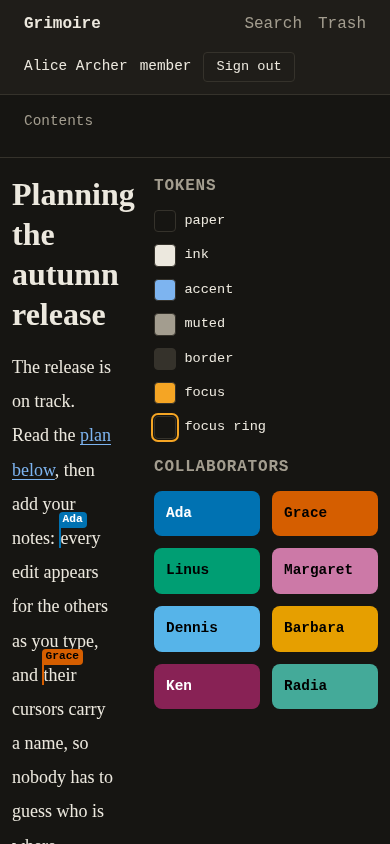 Grimoire
Search Trash
Alice Archer member Sign out
Contents
Planning
the
autumn
release
The release is
on track.
Read the plan
below, then
add your
Ada
notes: every
edit appears
for the others
as you type,
Grace
and their
cursors carry
a name, so
nobody has to
guess who is
where
TOKENS
paper
ink
accent
muted
border
focus
focus ring
COLLABORATORS
Ada
Grace
Linus
Margaret
Dennis
Barbara
Ken
Radia